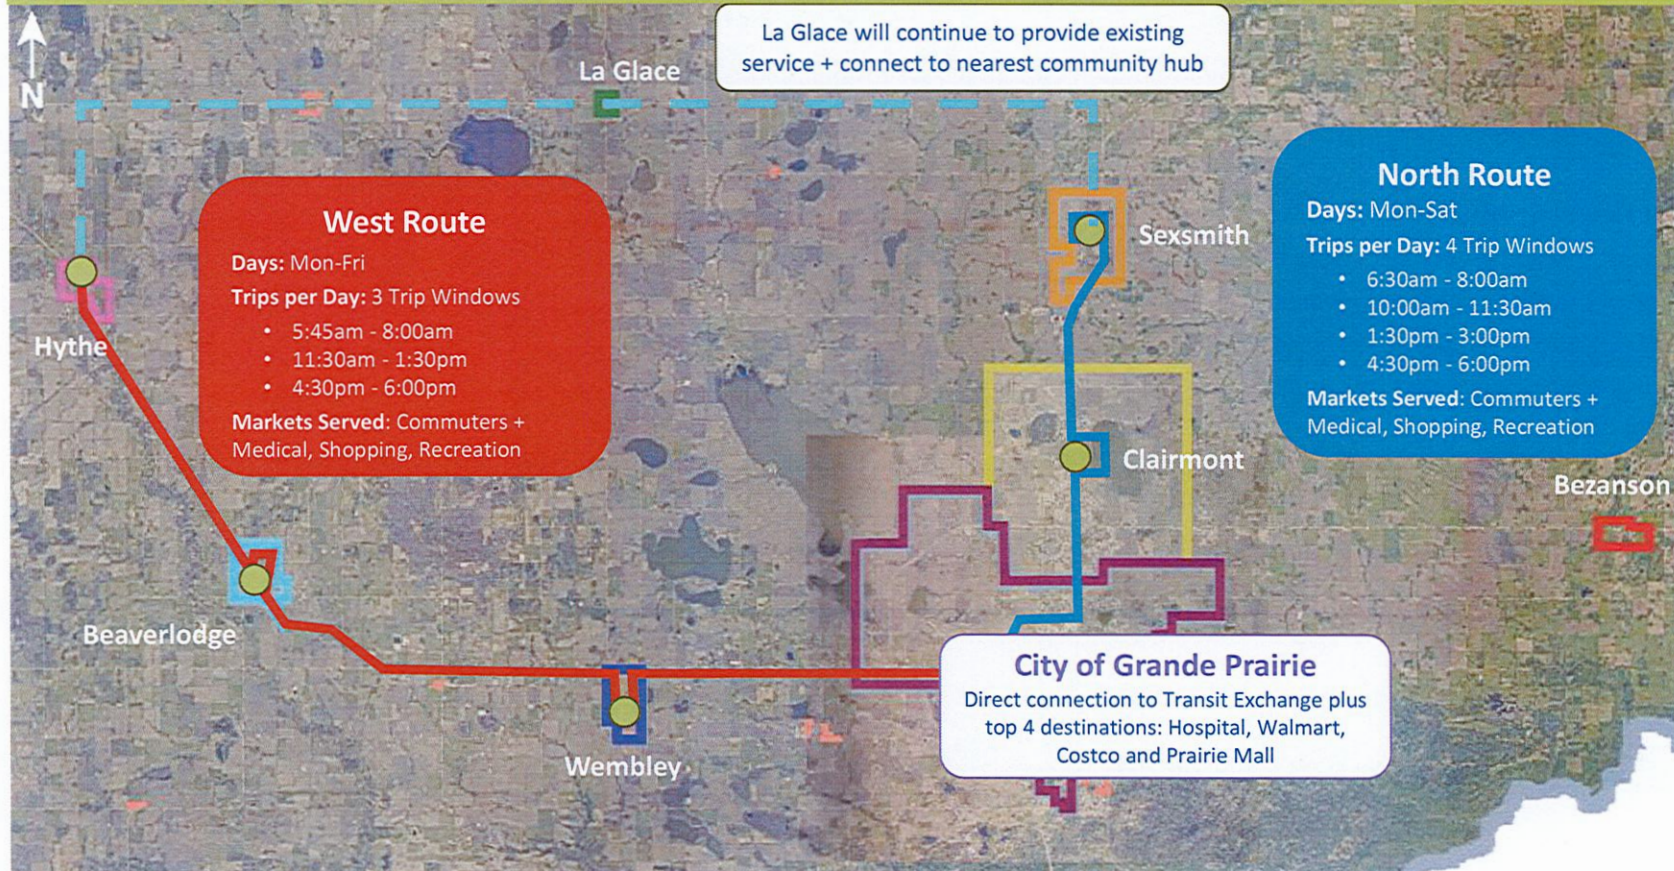 La Glace will continue to provide existing
service + connect to nearest community hub
N
La Glace
West Route
Days: Mon-Fri
Trips per Day: 3 Trip Windows
• 5:45am - 8:00am
• 11:30am - 1:30pm
• 4:30pm - 6:00pm
Markets Served: Commuters +
Medical, Shopping, Recreation
North Route
Days: Mon-Sat
Trips per Day: 4 Trip Windows
• 6:30am - 8:00am
• 10:00am - 11:30am
• 1:30pm - 3:00pm
• 4:30pm - 6:00pm
Markets Served: Commuters +
Medical, Shopping, Recreation
Sexsmith
Hythe
Clairmont
Bezanson
Beaverlodge
City of Grande Prairie
Direct connection to Transit Exchange plus
top 4 destinations: Hospital, Walmart,
Costco and Prairie Mall
Wembley